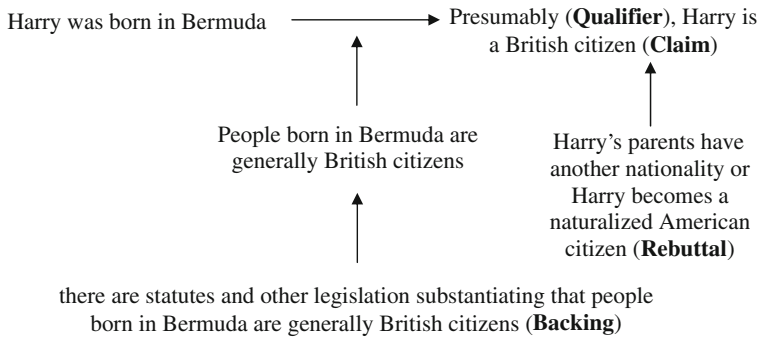 Harry was born in Bermuda
Presumably (Qualifier), Harry is
a British citizen (Claim)
People born in Bermuda are
generally British citizens
Harry's parents have
another nationality or
Harry becomes a
naturalized American
citizen (Rebuttal)
there are statutes and other legislation substantiating that people
born in Bermuda are generally British citizens (Backing)